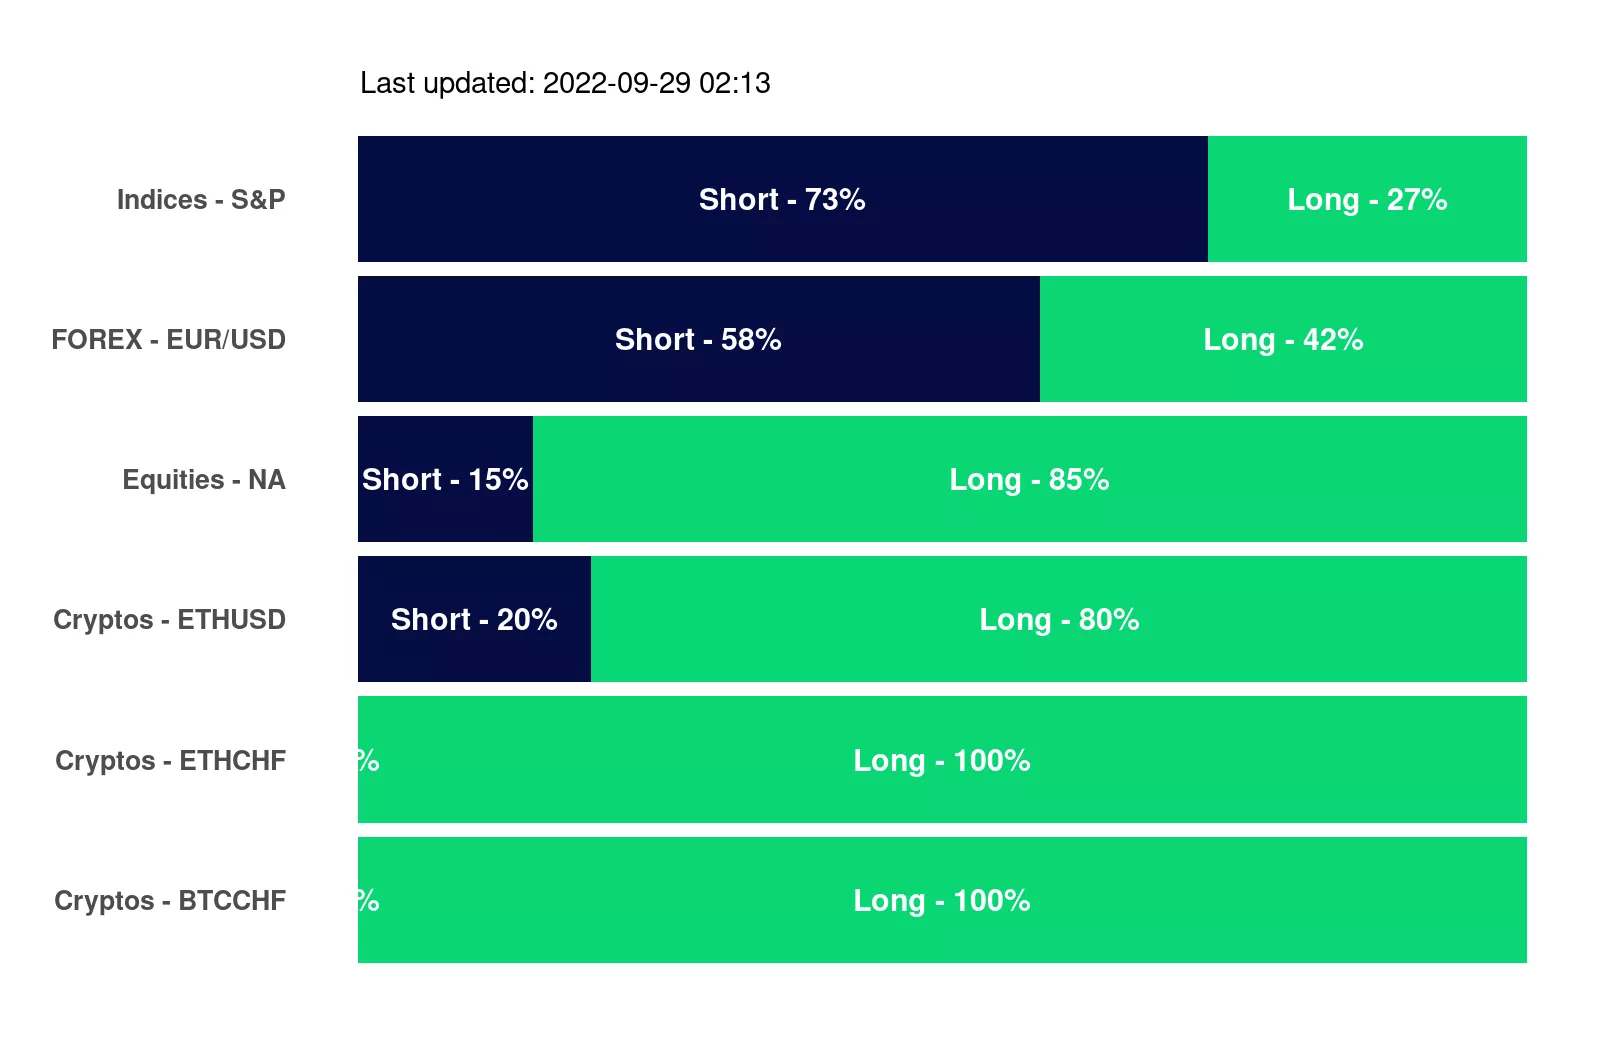 Last updated: 2022-09-29 02:13
Indices - S&P Short - 73% Long - 27%
FOREX - EUR/USD Short - 58% Long - 42%
Equities - NA Short - 15% Long - 85%
Cryptos - ETHUSD Short - 20% Long - 80%
Cryptos - ETHCHF % Long - 100%
Cryptos - BTCCHF % Long - 100%